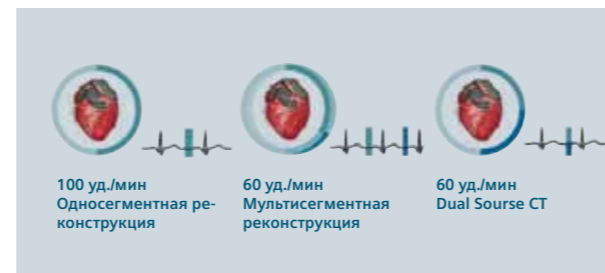 100 уд./мин
Односегментная ре-
конструкция
60 уд./мин
Мультисегментная
реконструкция
60 уд./мин
Dual Sourse CT